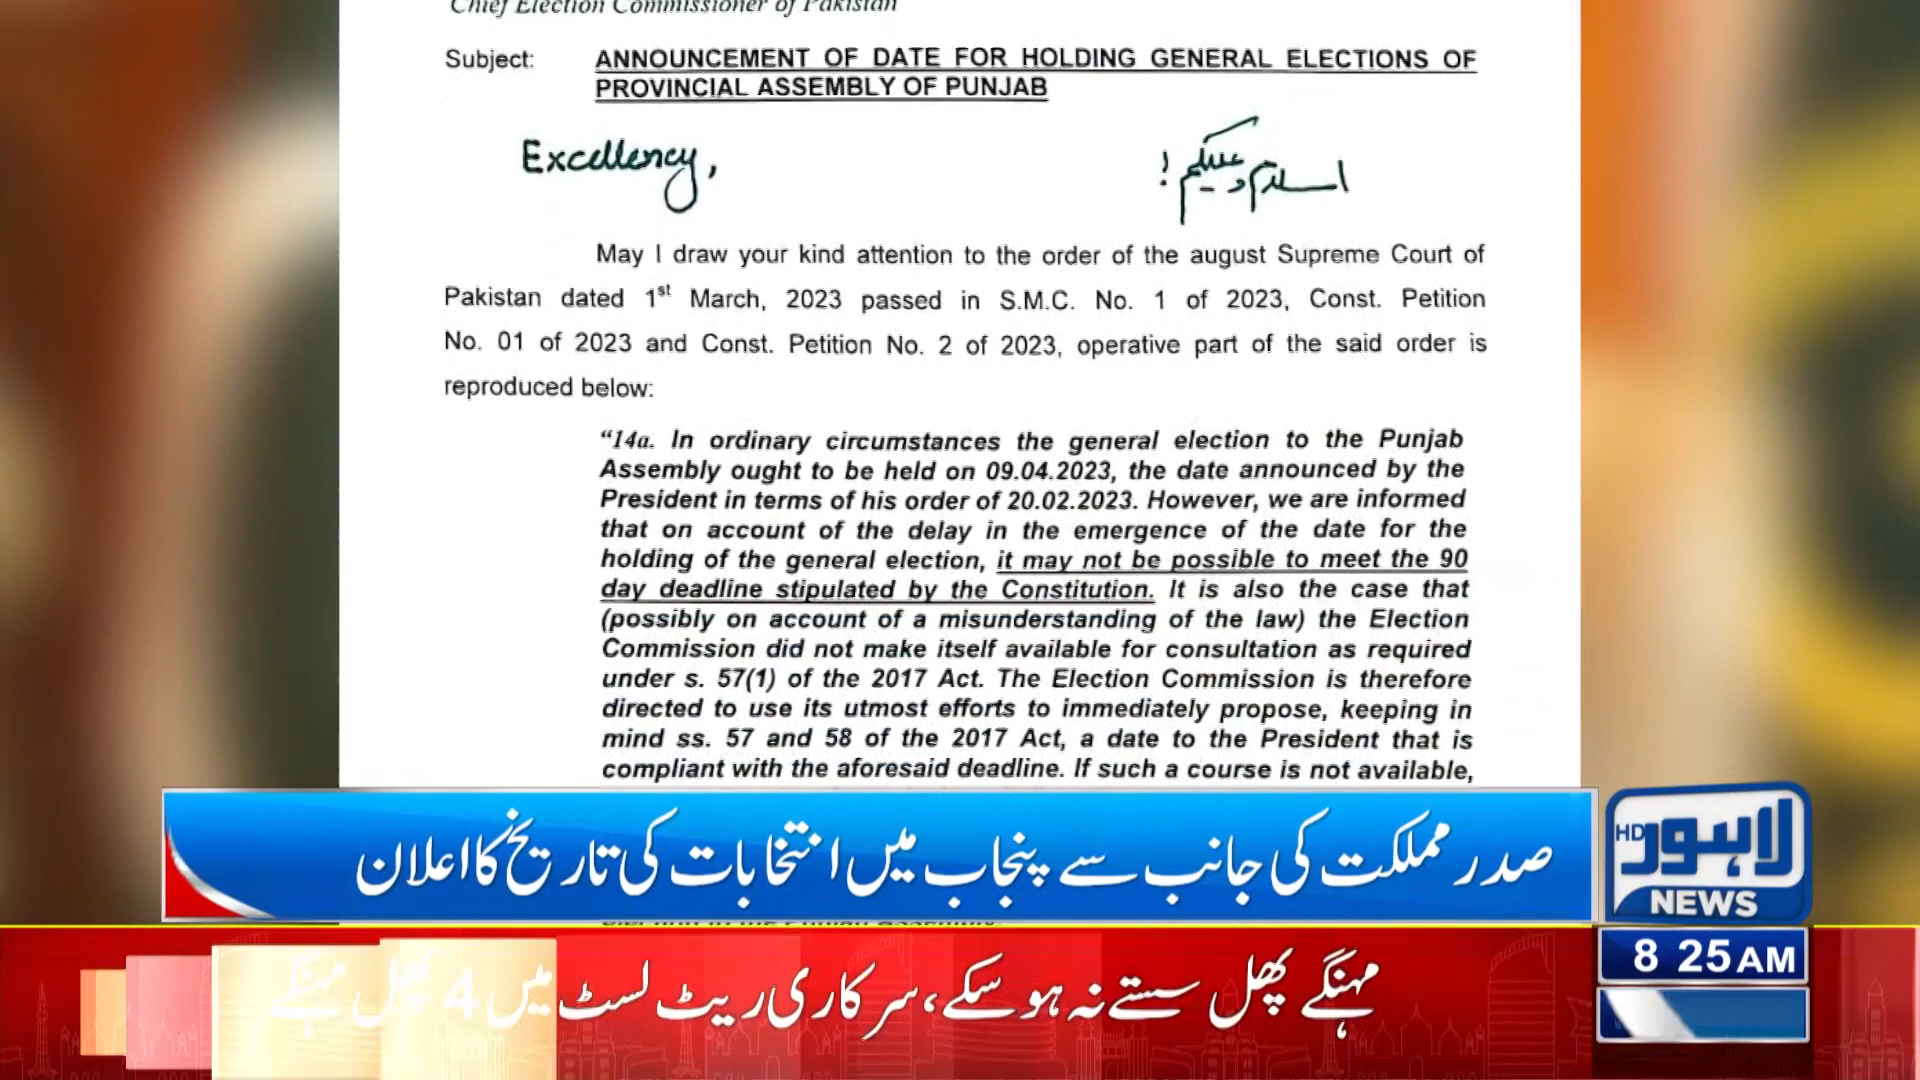 Chief Election Commissioner of Pakistan
Subject: ANNOUNCEMENT OF DATE FOR HOLDING GENERAL ELECTIONS OF
PROVINCIAL ASSEMBLY OF PUNJAB
Excellency, اسلام و علیکم!
May I draw your kind attention to the order of the august Supreme Court of
Pakistan dated 1st March, 2023 passed in S.M.C. No. 1 of 2023, Const. Petition
No. 01 of 2023 and Const. Petition No. 2 of 2023, operative part of the said order is
reproduced below:
“14a. In ordinary circumstances the general election to the Punjab
Assembly ought to be held on 09.04.2023, the date announced by the
President in terms of his order of 20.02.2023. However, we are informed
that on account of the delay in the emergence of the date for the
holding of the general election, it may not be possible to meet the 90
day deadline stipulated by the Constitution. It is also the case that
(possibly on account of a misunderstanding of the law) the Election
Commission did not make itself available for consultation as required
under s. 57(1) of the 2017 Act. The Election Commission is therefore
directed to use its utmost efforts to immediately propose, keeping in
mind ss. 57 and 58 of the 2017 Act, a date to the President that is
compliant with the aforesaid deadline. If such a course is not available,
صدر مملکت کی جانب سے پنجاب میں انتخابات کی تاریخ کا اعلان
لاہور HD
NEWS
8 25 AM
مہنگے پھل سستے نہ ہوسکے، سرکاری ریٹ لسٹ میں 4 پھل مہنگے